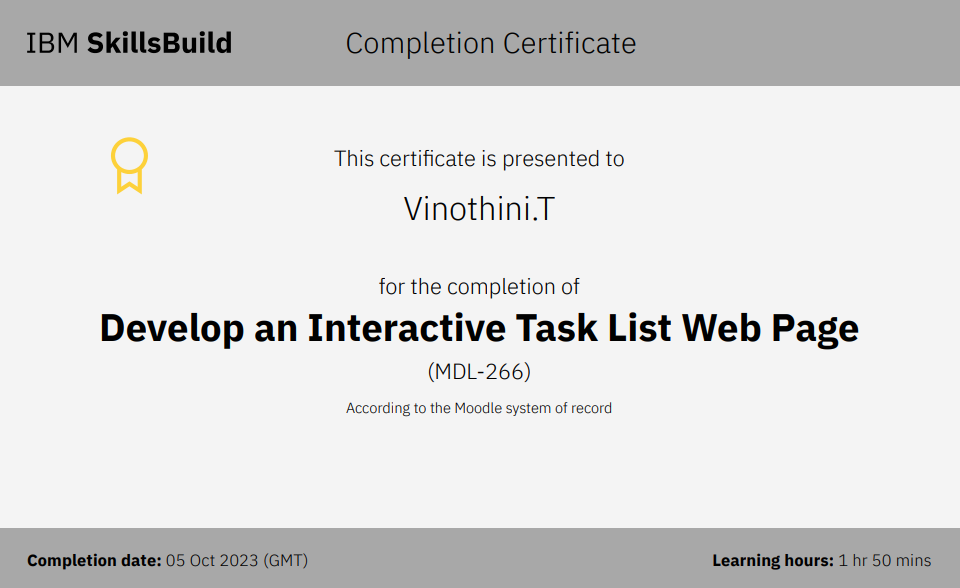 IBM SkillsBuild
Completion Certificate
This certificate is presented to
Vinothini.T
for the completion of
Develop an Interactive Task List Web Page
(MDL-266)
According to the Moodle system of record
Completion date: 05 Oct 2023 (GMT)
Learning hours: 1 hr 50 mins